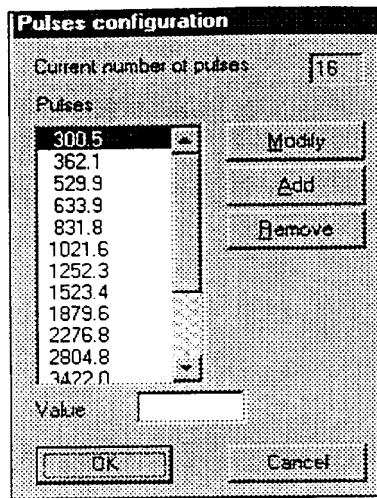 Pulses configuration
Current number of pulses 16
Pulses
300.5
362.1
529.9
633.9
831.8
1021.6
1252.3
1523.4
1879.6
2276.8
2804.8
3422.0
Modify
Add
Remove
Value
OK
Cancel